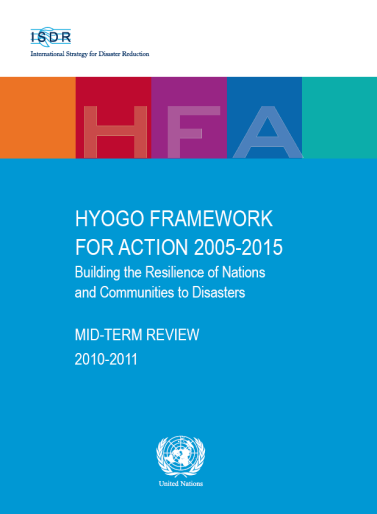 ISDR
International Strategy for Disaster Reduction
HFA
HYOGO FRAMEWORK
FOR ACTION 2005-2015
Building the Resilience of Nations
and Communities to Disasters
MID-TERM REVIEW
2010-2011
United Nations